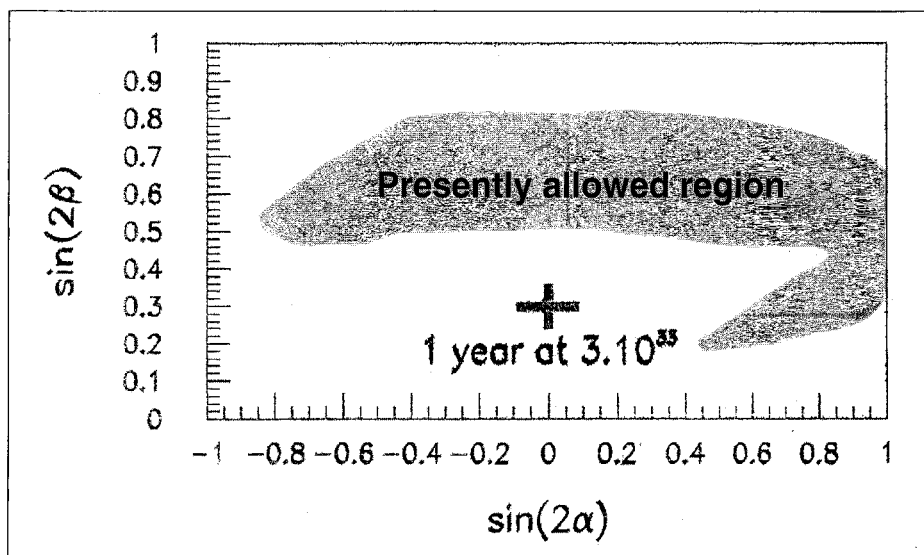 1
0.9
0.8
0.7
0.6
0.5
0.4
0.3
0.2
0.1
0
sin(2β)
Presently allowed region
1 year at 3.10³³
−1 −0.8 −0.6 −0.4 −0.2 0 0.2 0.4 0.6 0.8 1
sin(2α)